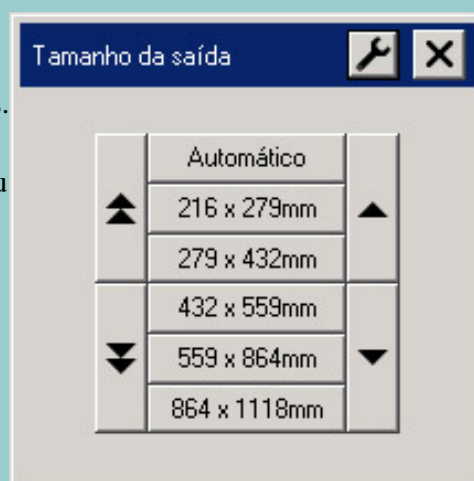 Tamanho da saída
Automático
216 x 279mm
279 x 432mm
432 x 559mm
559 x 864mm
864 x 1118mm